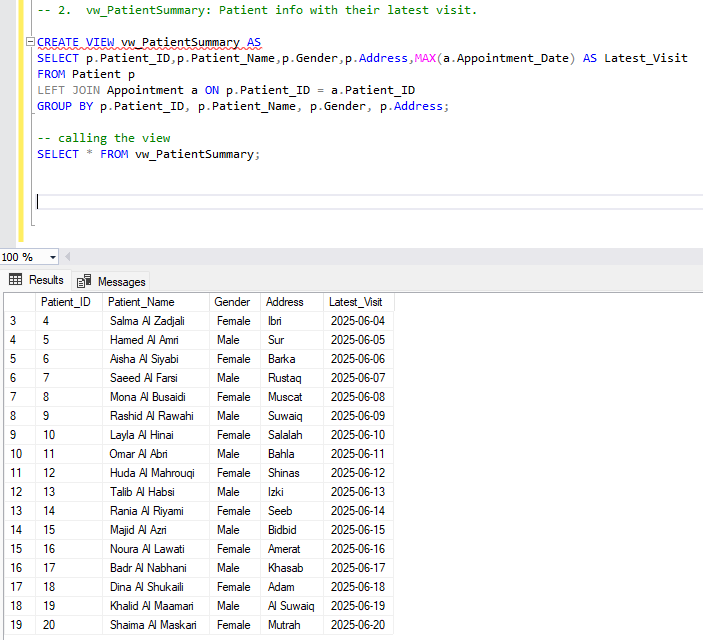 -- 2.  vw_PatientSummary: Patient info with their latest visit.
CREATE VIEW vw_PatientSummary AS
SELECT p.Patient_ID,p.Patient_Name,p.Gender,p.Address,MAX(a.Appointment_Date) AS Latest_Visit
FROM Patient p
LEFT JOIN Appointment a ON p.Patient_ID = a.Patient_ID
GROUP BY p.Patient_ID, p.Patient_Name, p.Gender, p.Address;
-- calling the view
SELECT * FROM vw_PatientSummary;
100 %
Results Messages
Patient_ID Patient_Name Gender Address Latest_Visit
3 4 Salma Al Zadjali Female Ibri 2025-06-04
4 5 Hamed Al Amri Male Sur 2025-06-05
5 6 Aisha Al Siyabi Female Barka 2025-06-06
6 7 Saeed Al Farsi Male Rustaq 2025-06-07
7 8 Mona Al Busaidi Female Muscat 2025-06-08
8 9 Rashid Al Rawahi Male Suwaiq 2025-06-09
9 10 Layla Al Hinai Female Salalah 2025-06-10
10 11 Omar Al Abri Male Bahla 2025-06-11
11 12 Huda Al Mahrouqi Female Shinas 2025-06-12
12 13 Talib Al Habsi Male Izki 2025-06-13
13 14 Rania Al Riyami Female Seeb 2025-06-14
14 15 Majid Al Azri Male Bidbid 2025-06-15
15 16 Noura Al Lawati Female Amerat 2025-06-16
16 17 Badr Al Nabhani Male Khasab 2025-06-17
17 18 Dina Al Shukaili Female Adam 2025-06-18
18 19 Khalid Al Maamari Male Al Suwaiq 2025-06-19
19 20 Shaima Al Maskari Female Mutrah 2025-06-20